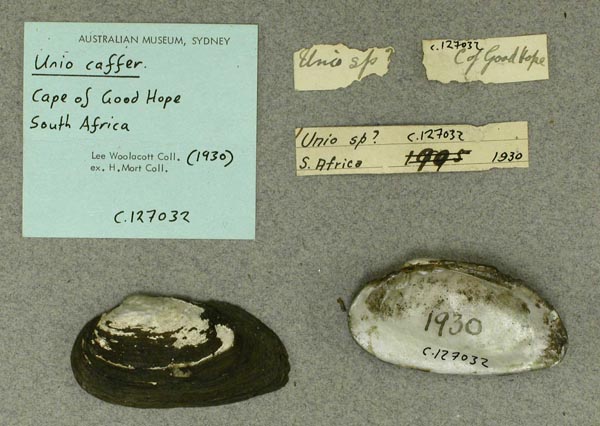 AUSTRALIAN MUSEUM, SYDNEY
Unio caffer.
Cape of Good Hope
South Africa
Lee Woolacott Coll. (1930)
ex. H. Mort Coll.
C.127032
Unio sp?
C.127032
C of Good Hope
Unio sp? C.127032
S. Africa 1995 1930
1930
C.127032